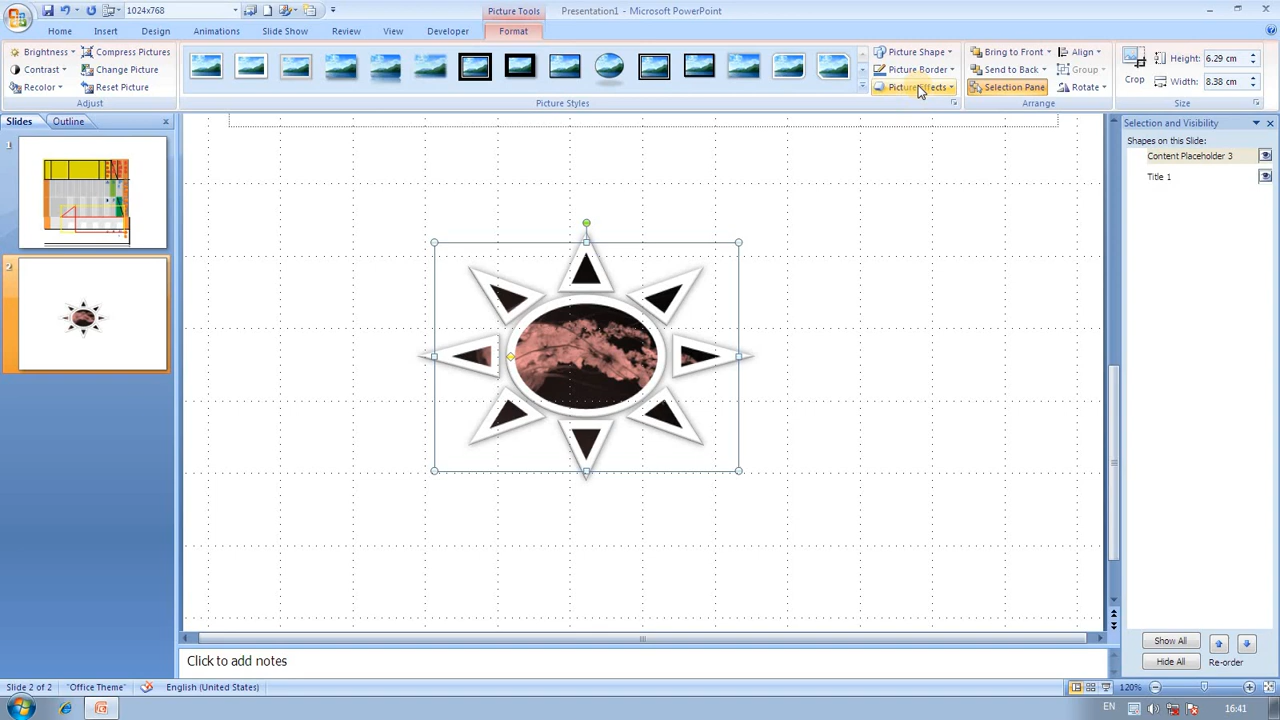 1024x768
Picture Tools
Presentation1 - Microsoft PowerPoint
Home
Insert
Design
Animations
Slide Show
Review
View
Developer
Format
Brightness
Contrast
Recolor
Compress Pictures
Change Picture
Reset Picture
Adjust
Picture Styles
Picture Shape
Picture Border
Picture Effects
Bring to Front
Send to Back
Selection Pane
Align
Group
Rotate
Arrange
Crop
Height: 6.29 cm
Width: 8.38 cm
Size
Slides
Outline
1
2
Selection and Visibility
Shapes on this Slide:
Content Placeholder 3
Title 1
Show All
Hide All
Re-order
Click to add notes
Slide 2 of 2
"Office Theme"
English (United States)
120%
EN
16:41